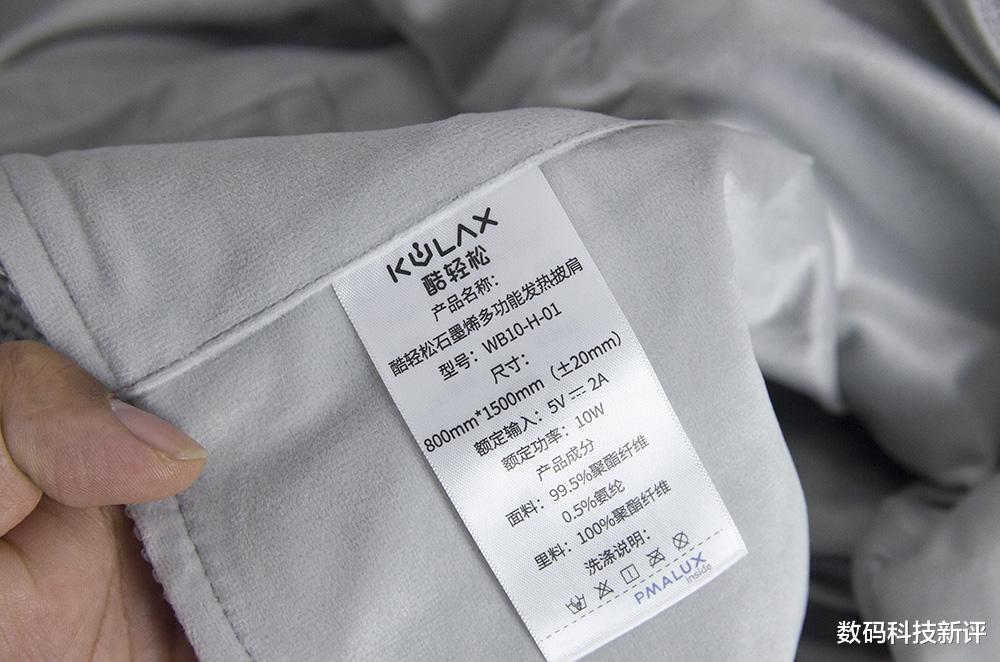 KULAX
酷轻松
产品名称：
酷轻松石墨烯多功能发热披肩
型号：WB10-H-01
尺寸：
800mm*1500mm（±20mm）
额定输入：5V⎓2A
额定功率：10W
产品成分
面料：99.5%聚酯纤维
0.5%氨纶
里料：100%聚酯纤维
洗涤说明：
PMALUX
inside
数码科技新评